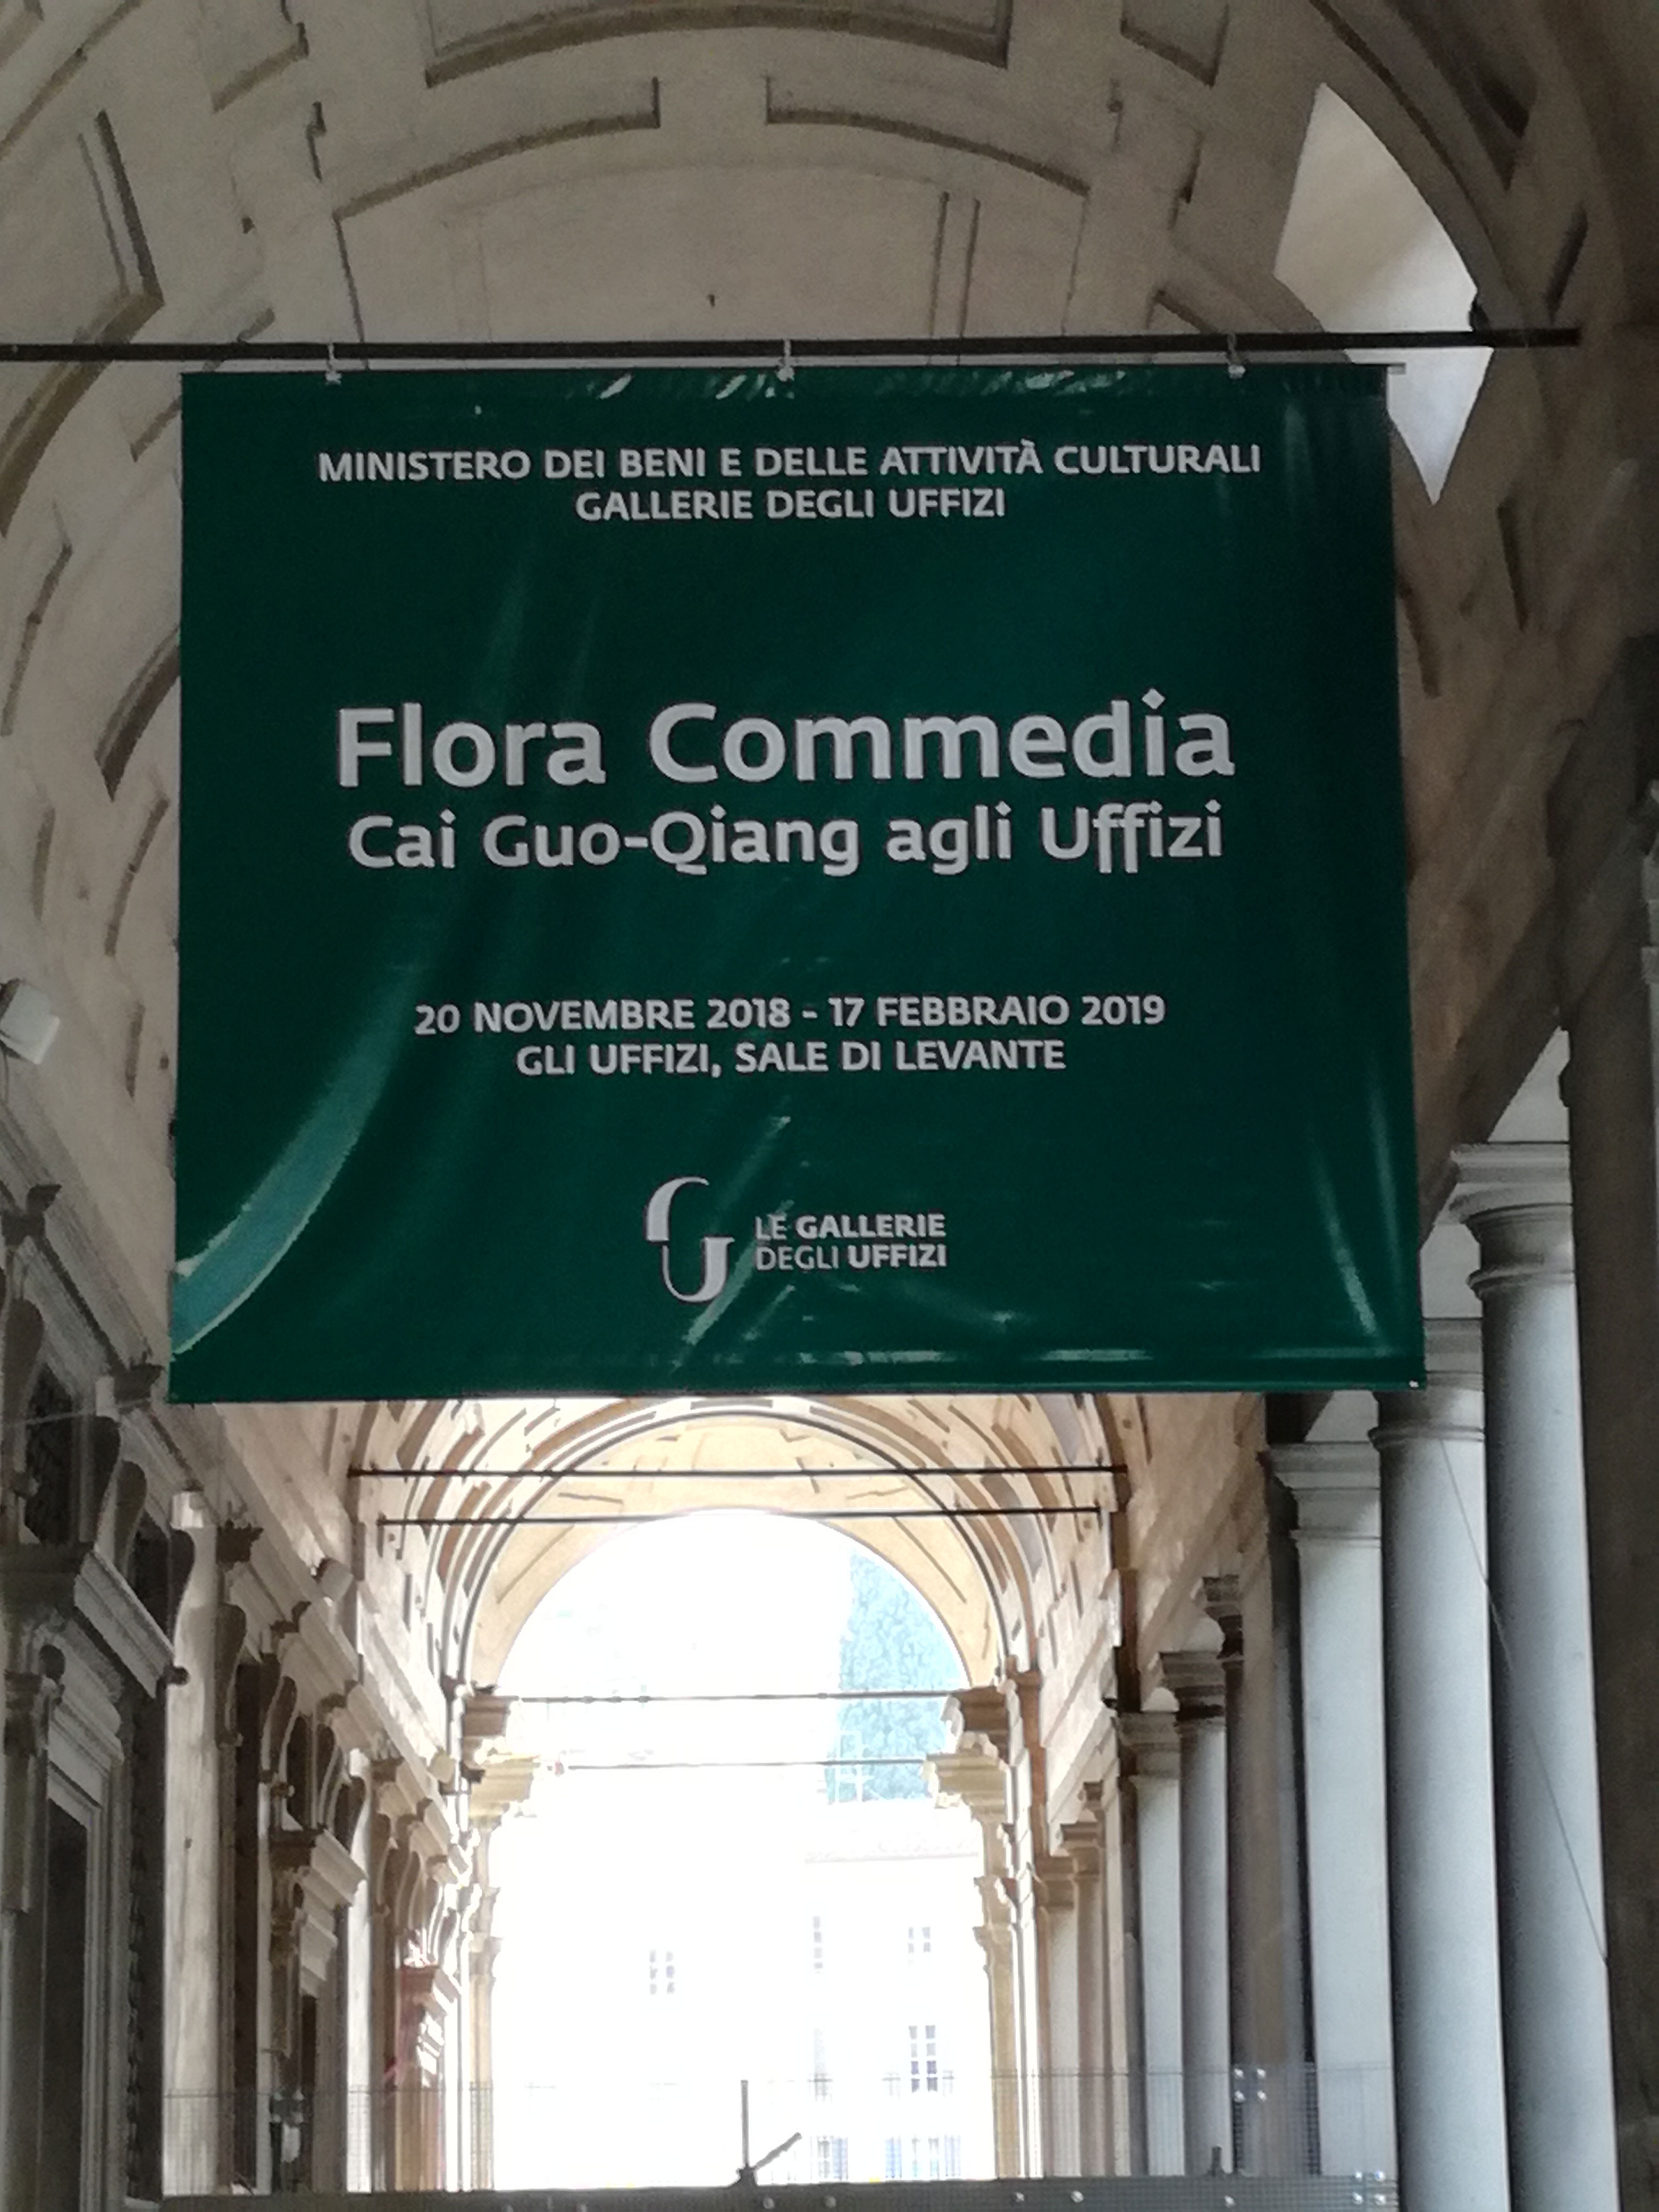 MINISTERO DEI BENI E DELLE ATTIVITÀ CULTURALI
GALLERIE DEGLI UFFIZI
Flora Commedia
Cai Guo-Qiang agli Uffizi
20 NOVEMBRE 2018 - 17 FEBBRAIO 2019
GLI UFFIZI, SALE DI LEVANTE
LE GALLERIE
DEGLI UFFIZI